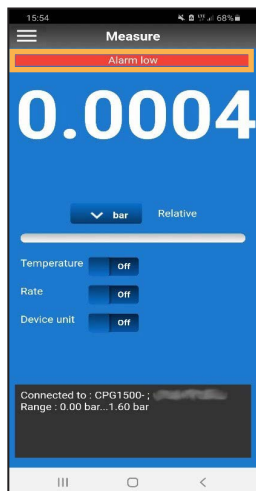 15:54 68%
Measure
Alarm low
0.0004
bar Relative
Temperature Off
Rate Off
Device unit Off
Connected to : CPG1500- ;
Range : 0.00 bar...1.60 bar